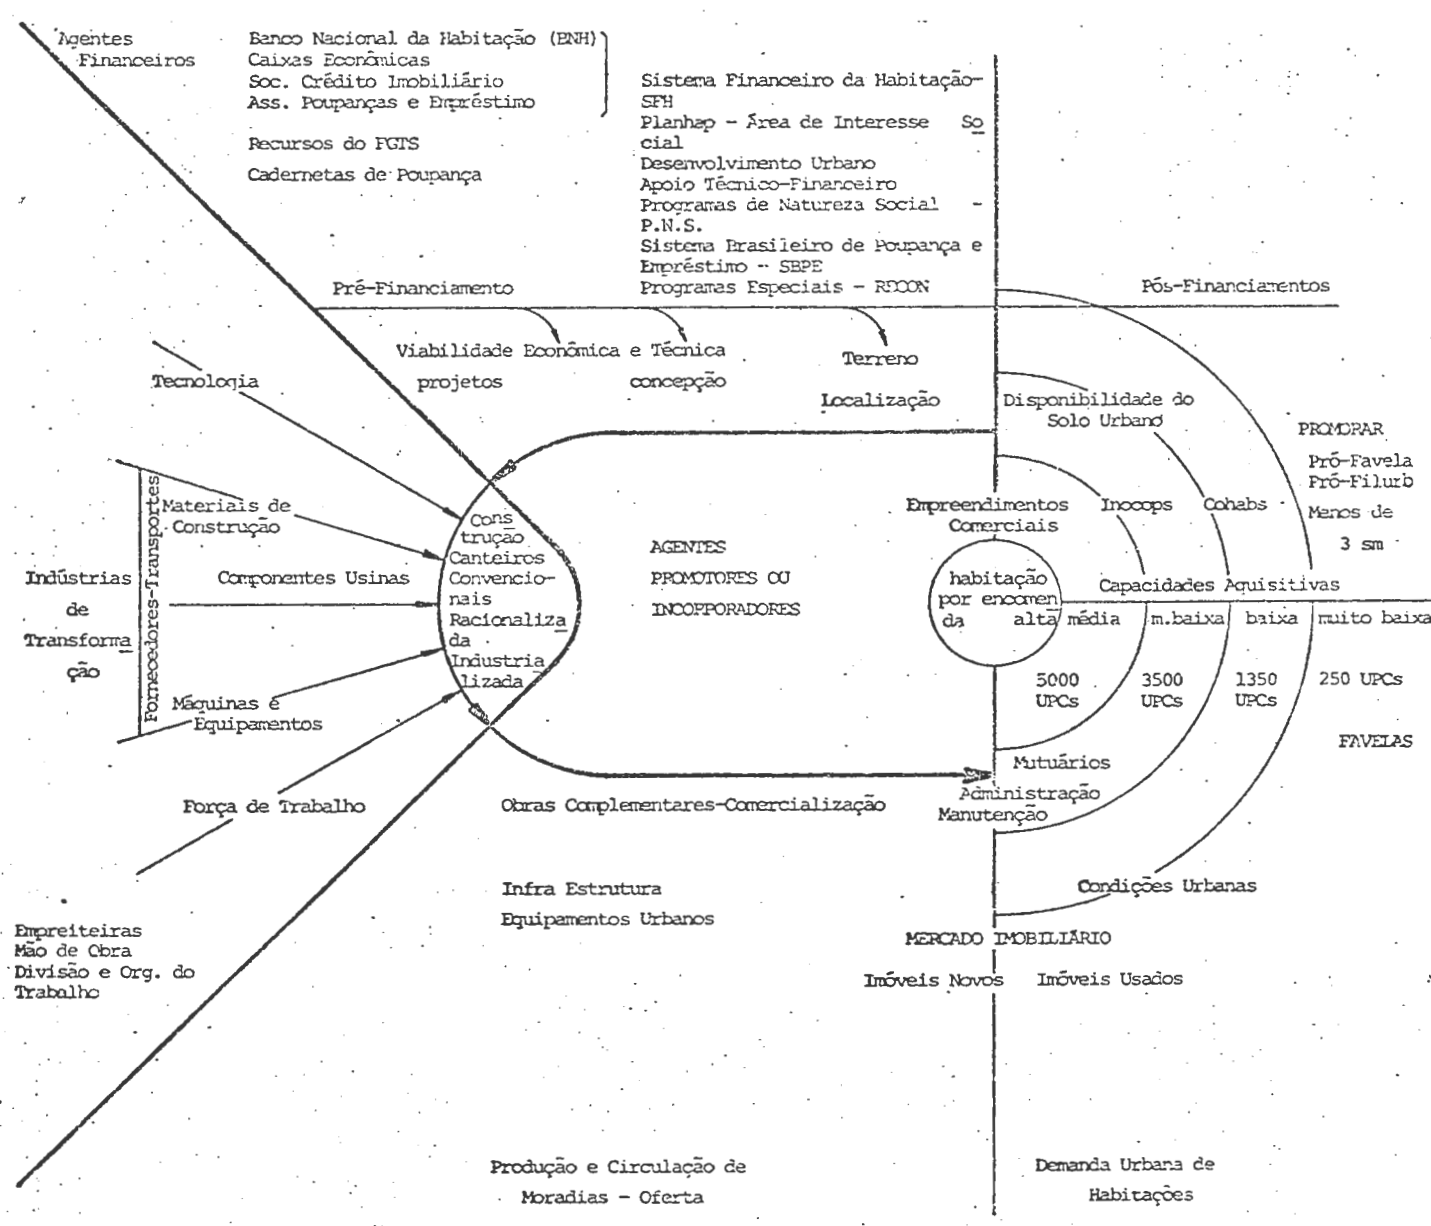 Agentes
Financeiros
Banco Nacional da Habitação (BNH)
Caixas Econômicas
Soc. Crédito Imobiliário
Ass. Poupanças e Empréstimo
Recursos do FGTS
Cadernetas de Poupança
Sistema Financeiro da Habitação-
SFH
Planhap - Área de Interesse So
cial
Desenvolvimento Urbano
Apoio Técnico-Financeiro
Programas de Natureza Social -
P.N.S.
Sistema Brasileiro de Poupança e
Empréstimo - SBPE
Programas Especiais - RECON
Pré-Financiamento
Pós-Financiamentos
Viabilidade Econômica e Técnica
projetos
concepção
Terreno
Localização
Tecnologia
Disponibilidade do
Solo Urbano
PROMORAR
Pró-Favela
Pró-Filurb
Menos de
3 sm
Fornecedores-Transportes
Materiais de
Construção
Indústrias
de
Transforma
ção
Componentes Usinas
Máquinas e
Equipamentos
Força de Trabalho
Cons
trução
Canteiros
Convencio-
nais
Racionaliza
da
Industria
lizada
AGENTES
PROMOTORES OU
INCORPORADORES
Empreendimentos
Comerciais
Inocops
Cohabs
habitação
por encomen
da
Capacidades Aquisitivas
alta média m.baixa baixa muito baixa
5000
UPCs
3500
UPCs
1350
UPCs
250 UPCs
FAVELAS
Mutuários
Administração
Manutenção
Obras Complementares-Comercialização
Infra Estrutura
Equipamentos Urbanos
Condições Urbanas
MERCADO IMOBILIÁRIO
Imóveis Novos
Imóveis Usados
Empreiteiras
Mão de Obra
Divisão e Org. do
Trabalho
Produção e Circulação de
Moradias - Oferta
Demanda Urbana de
Habitações